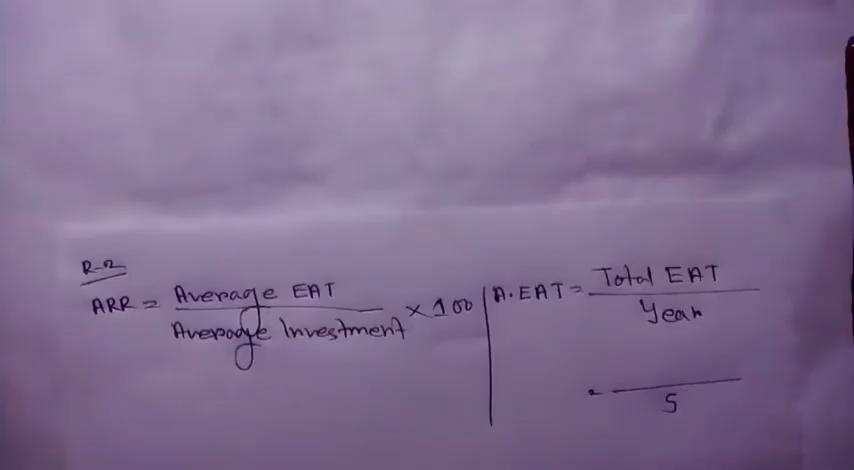 R-2
ARR = Average EAT / Average Investment × 100
A.EAT = Total EAT / Year
= / 5